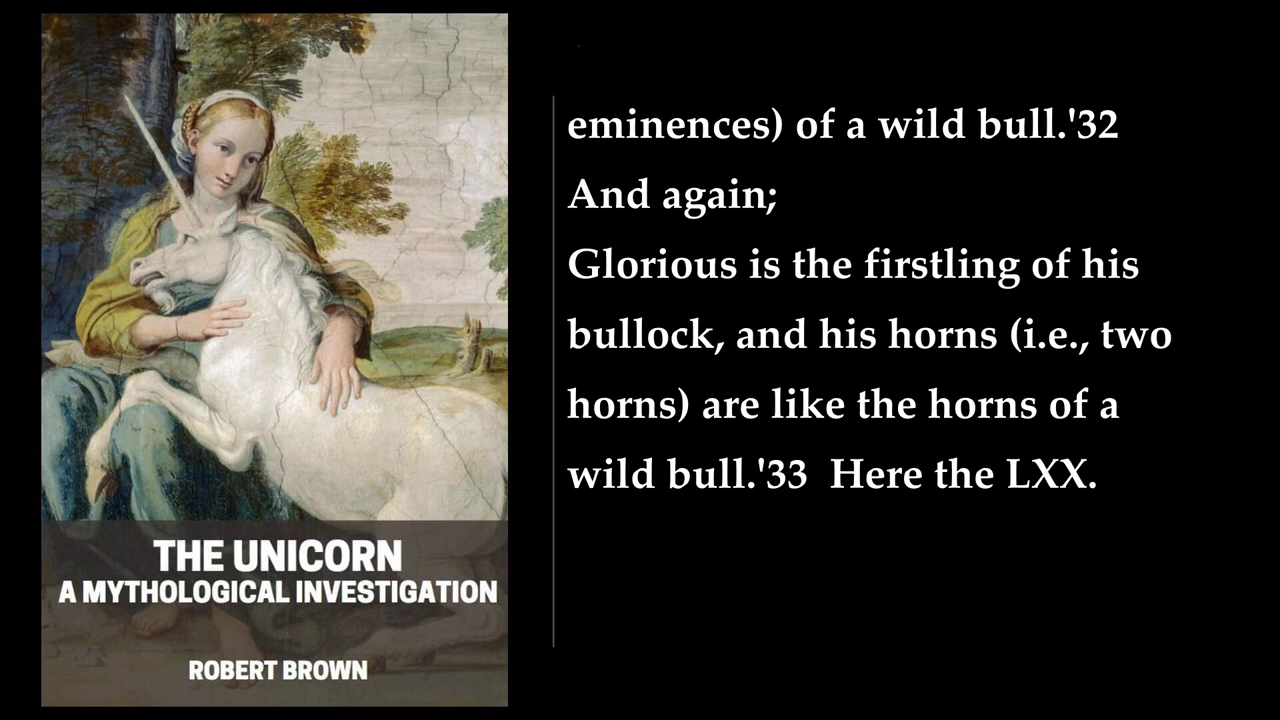 THE UNICORN
A MYTHOLOGICAL INVESTIGATION
ROBERT BROWN
eminences) of a wild bull.'32
And again;
Glorious is the firstling of his
bullock, and his horns (i.e., two
horns) are like the horns of a
wild bull.'33  Here the LXX.